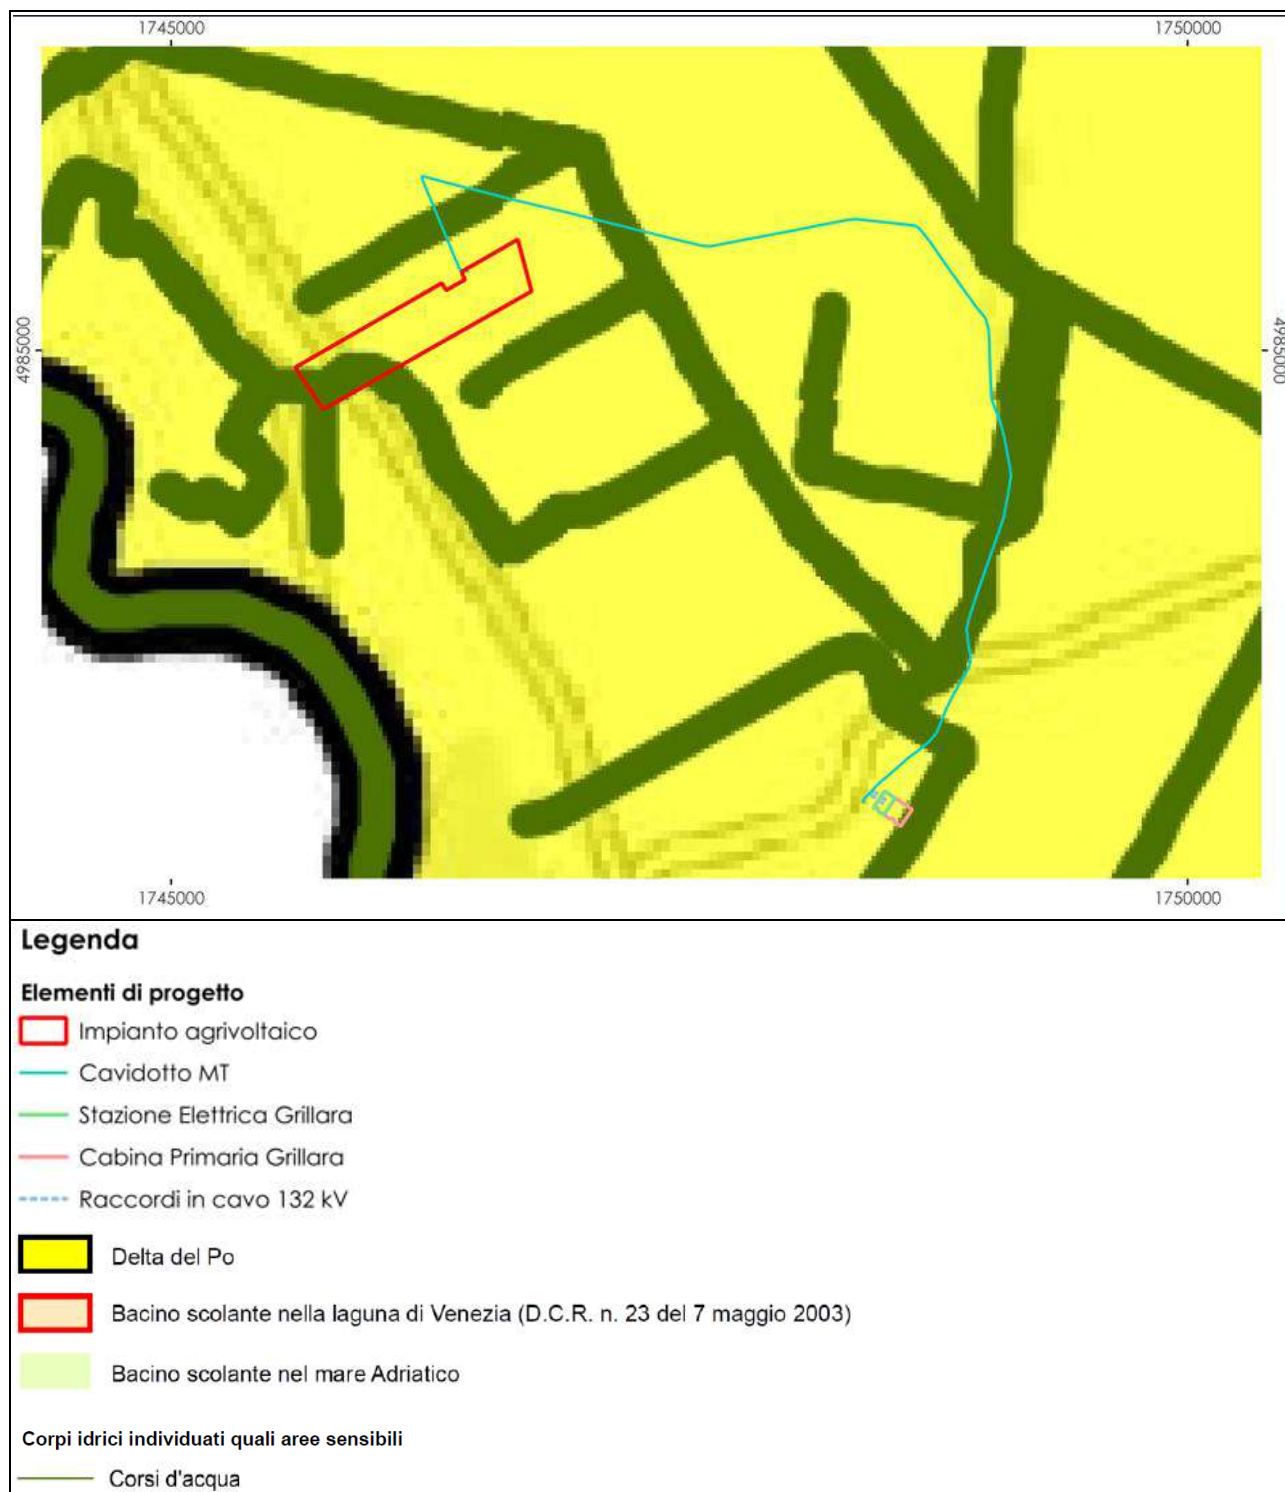 1745000 1750000
4985000 4985000
1745000 1750000
Legenda
Elementi di progetto
Impianto agrivoltaico
Cavidotto MT
Stazione Elettrica Grillara
Cabina Primaria Grillara
Raccordi in cavo 132 kV
Delta del Po
Bacino scolante nella laguna di Venezia (D.C.R. n. 23 del 7 maggio 2003)
Bacino scolante nel mare Adriatico
Corpi idrici individuati quali aree sensibili
Corsi d'acqua